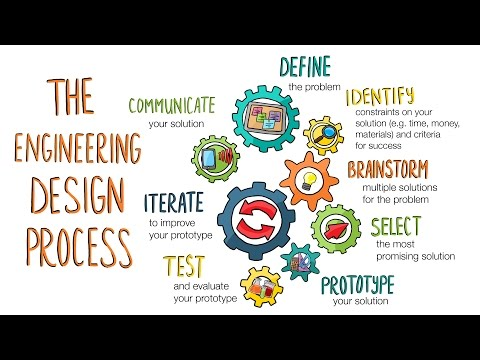 THE
ENGINEERING
DESIGN
PROCESS
DEFINE
the problem
IDENTIFY
constraints on your
solution (e.g. time, money,
materials) and criteria
for success
BRAINSTORM
multiple solutions
for the problem
SELECT
the most
promising solution
PROTOTYPE
your solution
TEST
and evaluate
your prototype
ITERATE
to improve
your prototype
COMMUNICATE
your solution